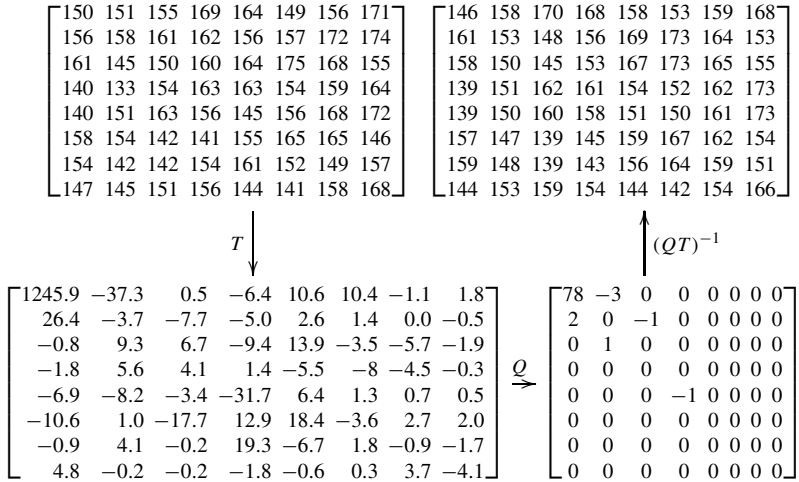 150 151 155 169 164 149 156 171 146 158 170 168 158 153 159 168
156 158 161 162 156 157 172 174 161 153 148 156 169 173 164 153
161 145 150 160 164 175 168 155 158 150 145 153 167 173 165 155
140 133 154 163 163 154 159 164 139 151 162 161 154 152 162 173
140 151 163 156 145 156 168 172 139 150 160 158 151 150 161 173
158 154 142 141 155 165 165 146 157 147 139 145 159 167 162 154
154 142 142 154 161 152 149 157 159 148 139 143 156 164 159 151
147 145 151 156 144 141 158 168 144 153 159 154 144 142 154 166
T (QT)⁻¹
1245.9 −37.3 0.5 −6.4 10.6 10.4 −1.1 1.8 78 −3 0 0 0 0 0 0
26.4 −3.7 −7.7 −5.0 2.6 1.4 0.0 −0.5 2 0 −1 0 0 0 0 0
−0.8 9.3 6.7 −9.4 13.9 −3.5 −5.7 −1.9 0 1 0 0 0 0 0 0
−1.8 5.6 4.1 1.4 −5.5 −8 −4.5 −0.3 Q 0 0 0 0 0 0 0 0
−6.9 −8.2 −3.4 −31.7 6.4 1.3 0.7 0.5 0 0 0 −1 0 0 0 0
−10.6 1.0 −17.7 12.9 18.4 −3.6 2.7 2.0 0 0 0 0 0 0 0 0
−0.9 4.1 −0.2 19.3 −6.7 1.8 −0.9 −1.7 0 0 0 0 0 0 0 0
4.8 −0.2 −0.2 −1.8 −0.6 0.3 3.7 −4.1 0 0 0 0 0 0 0 0